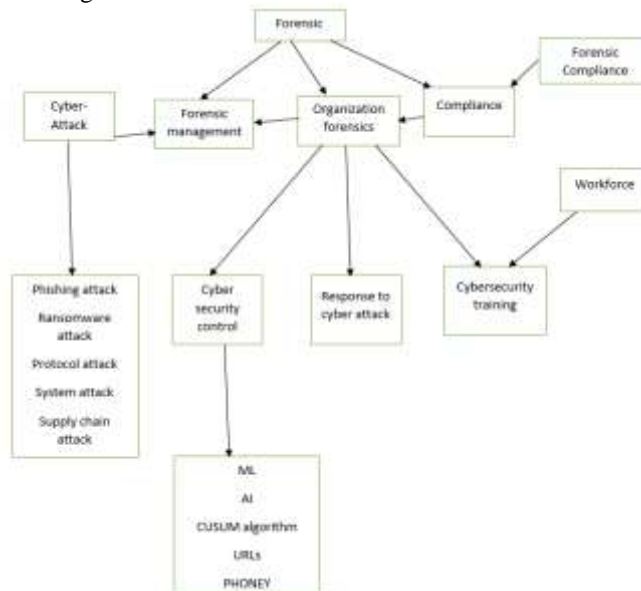 Forensic
Forensic
Compliance
Cyber-
Attack
Forensic
management
Organization
forensics
Compliance
Workforce
Phishing attack
Ransomware
attack
Protocol attack
System attack
Supply chain
attack
Cyber
security
control
Response to
cyber attack
Cybersecurity
training
ML
AI
CUSUM algorithm
URLs
PHONEY